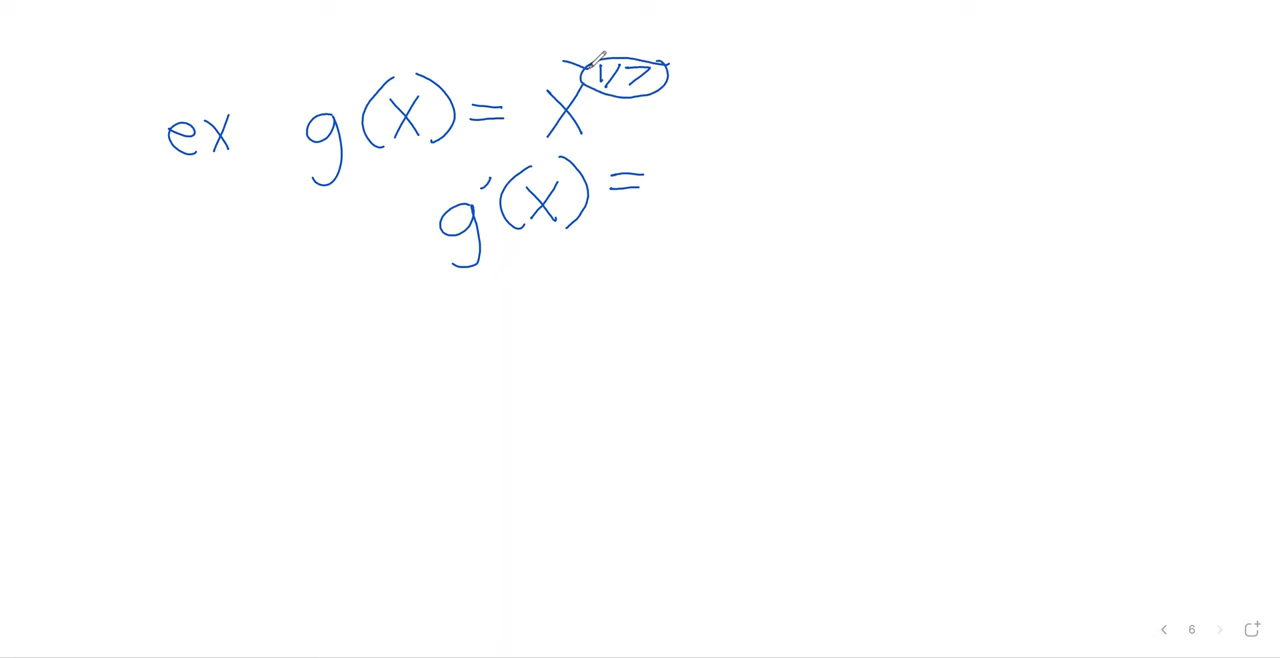 ex g(x) = x^{1/7}
g'(x) =
6